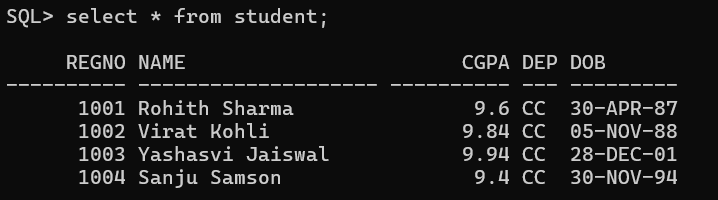 SQL> select * from student;
     REGNO NAME                       CGPA DEP DOB
---------- -------------------- ---------- --- ---------
      1001 Rohith Sharma               9.6 CC  30-APR-87
      1002 Virat Kohli                9.84 CC  05-NOV-88
      1003 Yashasvi Jaiswal           9.94 CC  28-DEC-01
      1004 Sanju Samson                9.4 CC  30-NOV-94